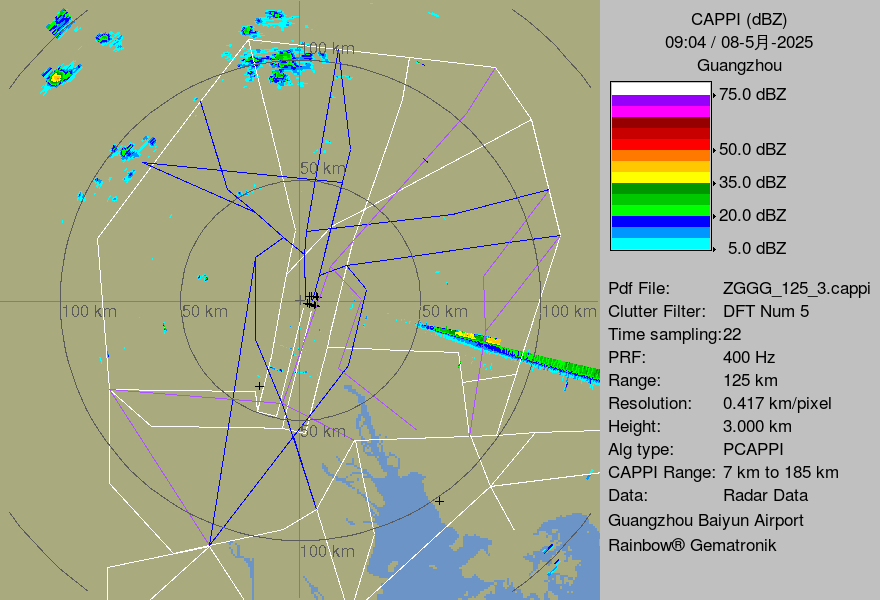 CAPPI (dBZ)
09:04 / 08-5月-2025
Guangzhou
75.0 dBZ
50.0 dBZ
35.0 dBZ
20.0 dBZ
5.0 dBZ
Pdf File: ZGGG_125_3.cappi
Clutter Filter: DFT Num 5
Time sampling:22
PRF: 400 Hz
Range: 125 km
Resolution: 0.417 km/pixel
Height: 3.000 km
Alg type: PCAPPI
CAPPI Range: 7 km to 185 km
Data: Radar Data
Guangzhou Baiyun Airport
Rainbow® Gematronik
100 km
50 km
100 km 50 km 50 km 100 km
50 km
100 km